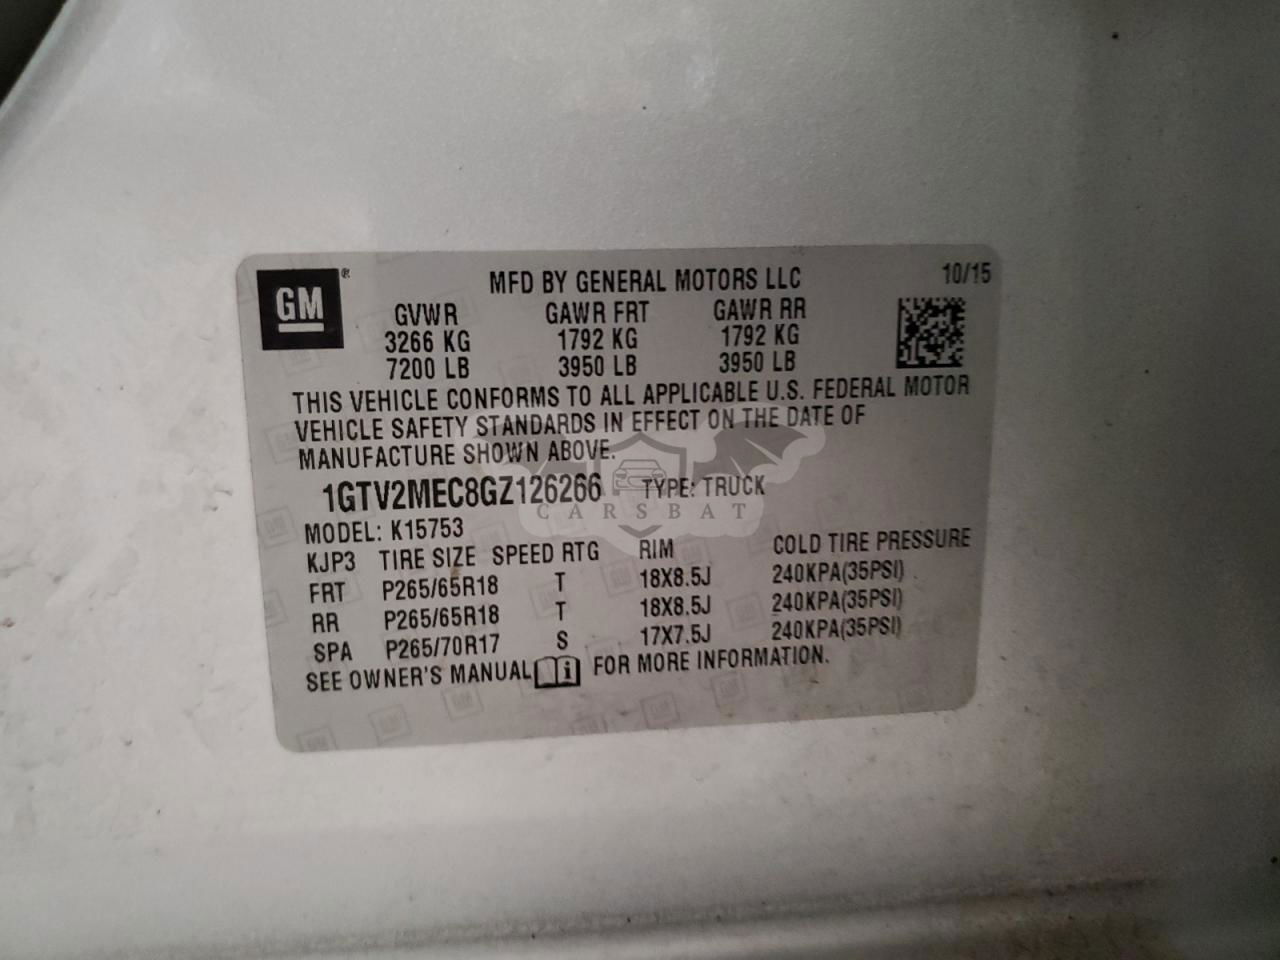 GM ®
MFD BY GENERAL MOTORS LLC 10/15
GVWR GAWR FRT GAWR RR
3266 KG 1792 KG 1792 KG
7200 LB 3950 LB 3950 LB
THIS VEHICLE CONFORMS TO ALL APPLICABLE U.S. FEDERAL MOTOR
VEHICLE SAFETY STANDARDS IN EFFECT ON THE DATE OF
MANUFACTURE SHOWN ABOVE.
1GTV2MEC8GZ126266 TYPE: TRUCK
CARSBAT
MODEL: K15753
KJP3 TIRE SIZE SPEED RTG RIM COLD TIRE PRESSURE
FRT P265/65R18 T 18X8.5J 240KPA(35PSI)
RR P265/65R18 T 18X8.5J 240KPA(35PSI)
SPA P265/70R17 S 17X7.5J 240KPA(35PSI)
SEE OWNER'S MANUAL i FOR MORE INFORMATION.